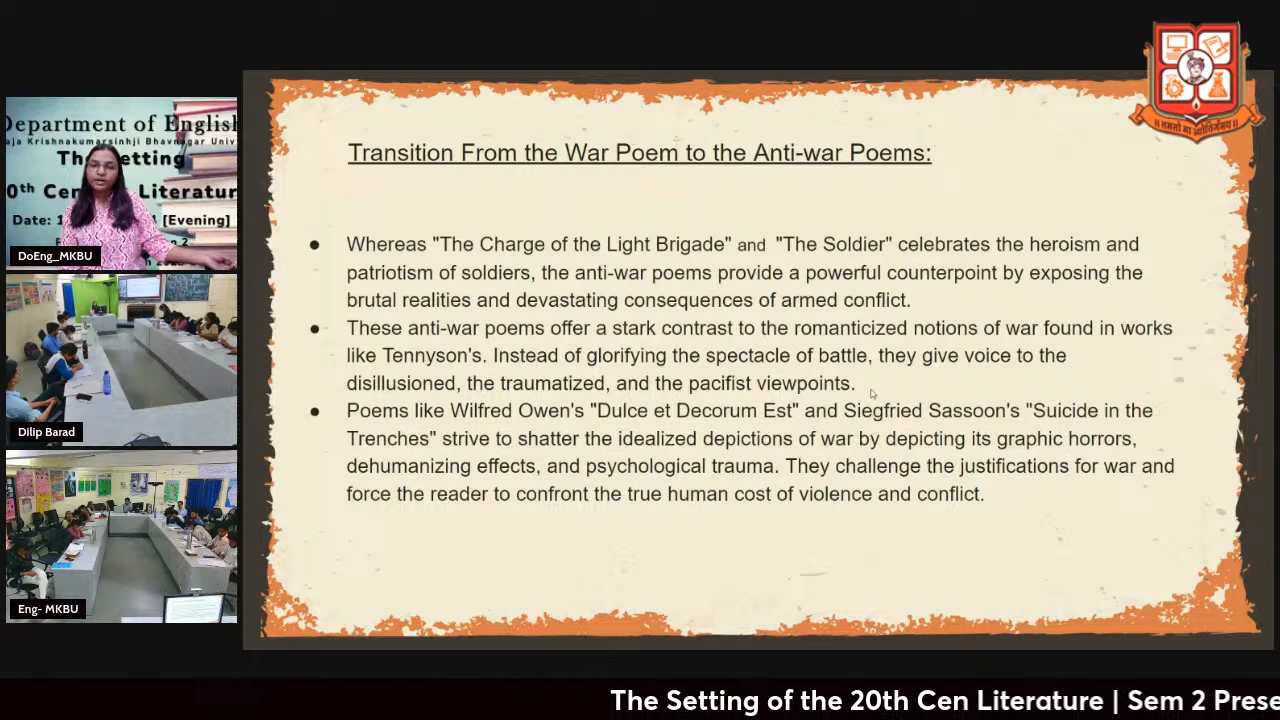 Department of English
aja Krishnakumarsinhji Bhavnagar Univ
Setting
0th Cen Literatur
Date: 1 [Evening]
DoEng_MKBU
Dilip Barad
Eng- MKBU
Transition From the War Poem to the Anti-war Poems:
● Whereas "The Charge of the Light Brigade" and "The Soldier" celebrates the heroism and
patriotism of soldiers, the anti-war poems provide a powerful counterpoint by exposing the
brutal realities and devastating consequences of armed conflict.
● These anti-war poems offer a stark contrast to the romanticized notions of war found in works
like Tennyson's. Instead of glorifying the spectacle of battle, they give voice to the
disillusioned, the traumatized, and the pacifist viewpoints.
● Poems like Wilfred Owen's "Dulce et Decorum Est" and Siegfried Sassoon's "Suicide in the
Trenches" strive to shatter the idealized depictions of war by depicting its graphic horrors,
dehumanizing effects, and psychological trauma. They challenge the justifications for war and
force the reader to confront the true human cost of violence and conflict.
|| तमसो मा ज्योतिर्गमय ||
The Setting of the 20th Cen Literature | Sem 2 Prese